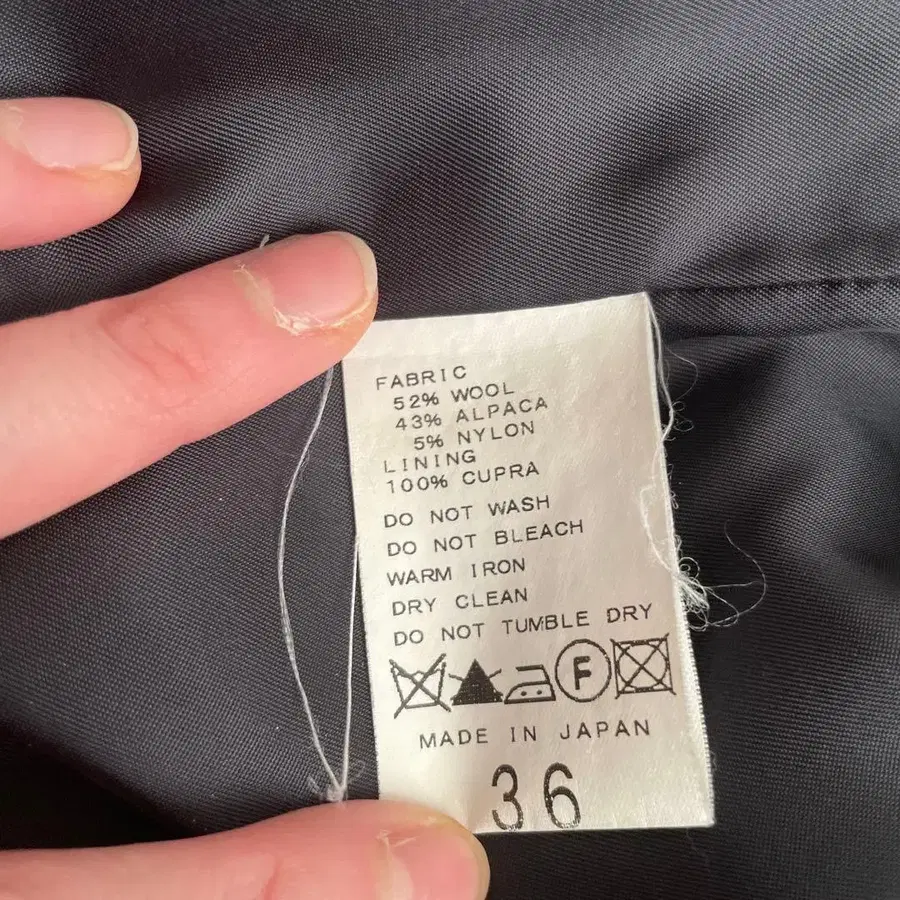 FABRIC
52% WOOL
43% ALPACA
5% NYLON
LINING
100% CUPRA
DO NOT WASH
DO NOT BLEACH
WARM IRON
DRY CLEAN
DO NOT TUMBLE DRY
F
MADE IN JAPAN
36